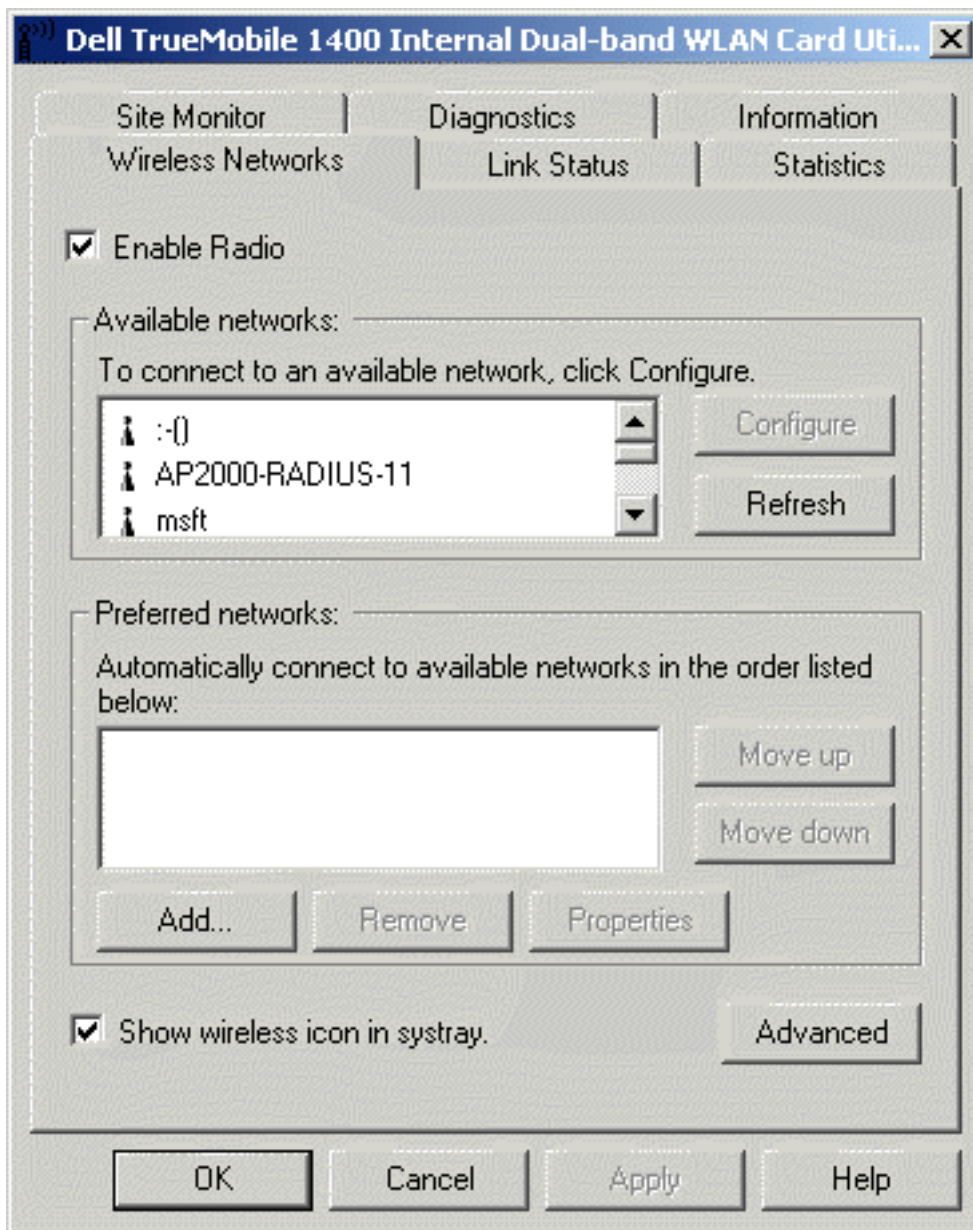 Dell TrueMobile 1400 Internal Dual-band WLAN Card Uti...
Site Monitor Diagnostics Information
Wireless Networks Link Status Statistics
Enable Radio
Available networks:
To connect to an available network, click Configure.
:-()
Configure
AP2000-RADIUS-11
Refresh
msft
Preferred networks:
Automatically connect to available networks in the order listed
below:
Move up
Move down
Add... Remove Properties
Show wireless icon in systray.
Advanced
OK Cancel Apply Help